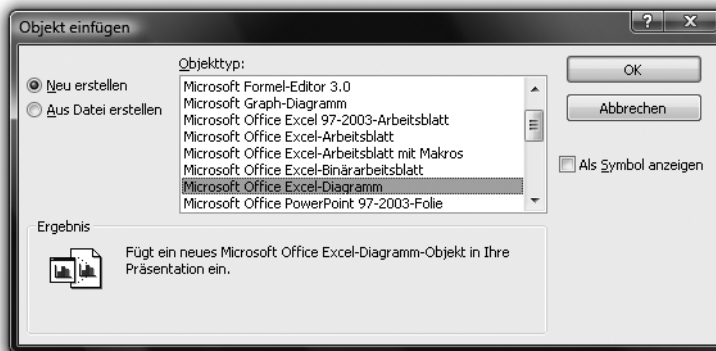 Objekt einfügen
Objekttyp:
Neu erstellen
Aus Datei erstellen
Microsoft Formel-Editor 3.0
Microsoft Graph-Diagramm
Microsoft Office Excel 97-2003-Arbeitsblatt
Microsoft Office Excel-Arbeitsblatt
Microsoft Office Excel-Arbeitsblatt mit Makros
Microsoft Office Excel-Binärarbeitsblatt
Microsoft Office Excel-Diagramm
Microsoft Office PowerPoint 97-2003-Folie
OK
Abbrechen
Als Symbol anzeigen
Ergebnis
Fügt ein neues Microsoft Office Excel-Diagramm-Objekt in Ihre
Präsentation ein.